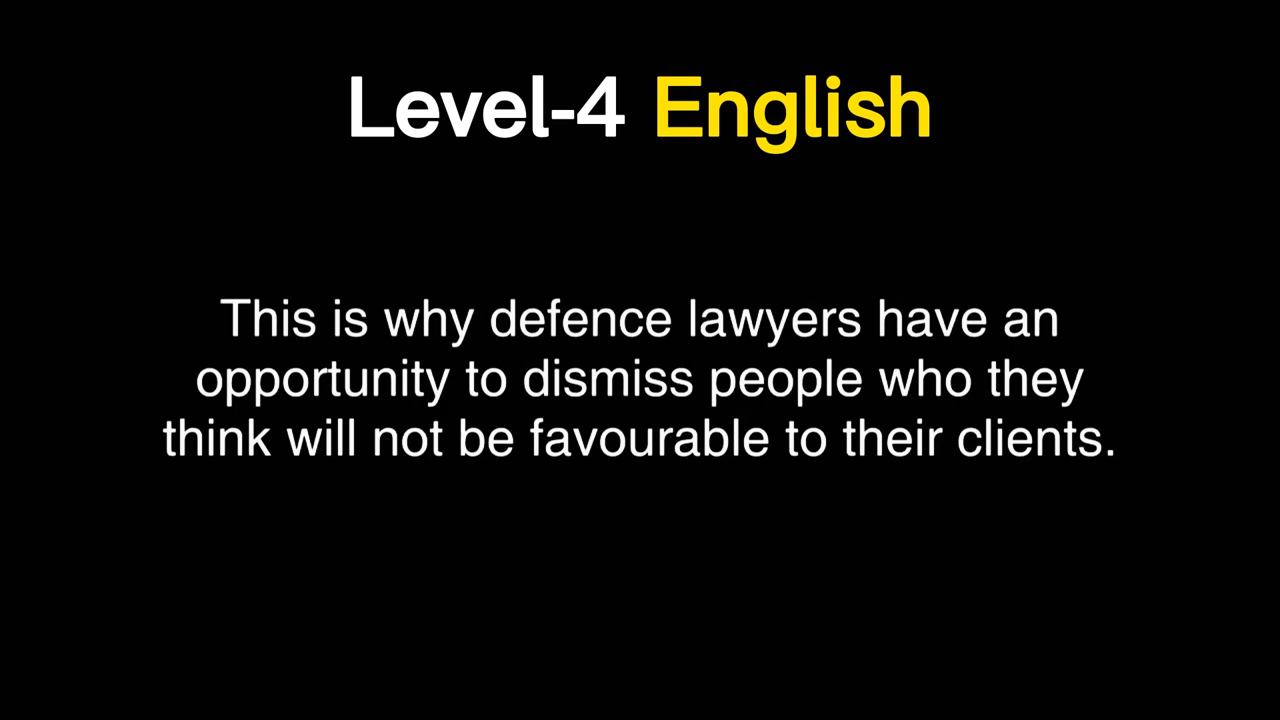 Level-4 English
This is why defence lawyers have an
opportunity to dismiss people who they
think will not be favourable to their clients.